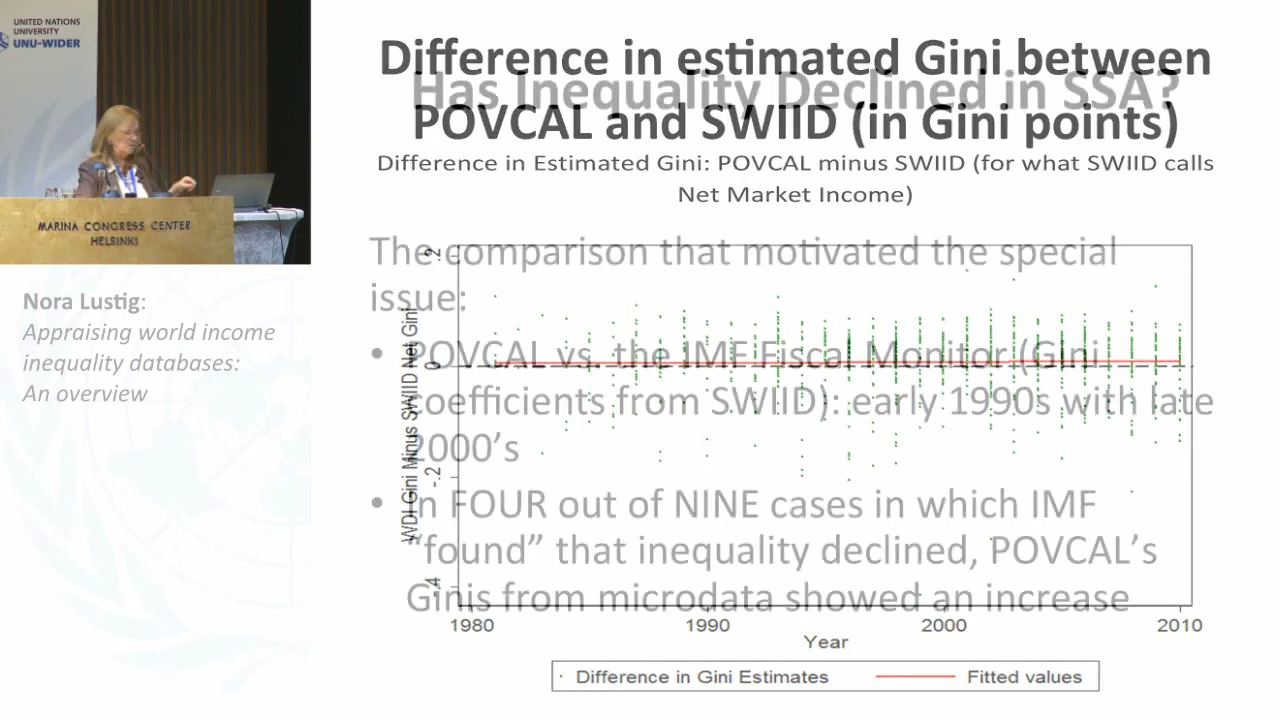 UNITED NATIONS
UNIVERSITY
UNU-WIDER
MARINA CONGRESS CENTER
HELSINKI
Nora Lustig:
Appraising world income
inequality databases:
An overview
Difference in estimated Gini between
POVCAL and SWIID (in Gini points)
Has Inequality Declined in SSA?
Difference in Estimated Gini: POVCAL minus SWIID (for what SWIID calls
Net Market Income)
The comparison that motivated the special
issue:
• POVCAL vs. the IMF Fiscal Monitor (Gini
coefficients from SWIID): early 1990s with late
2000’s
• In FOUR out of NINE cases in which IMF
“found” that inequality declined, POVCAL’s
Ginis from microdata showed an increase
WDI Gini Minus SWIID Net Gini
.2
0
-.2
-.4
1980
1990
2000
2010
Year
Difference in Gini Estimates
Fitted values